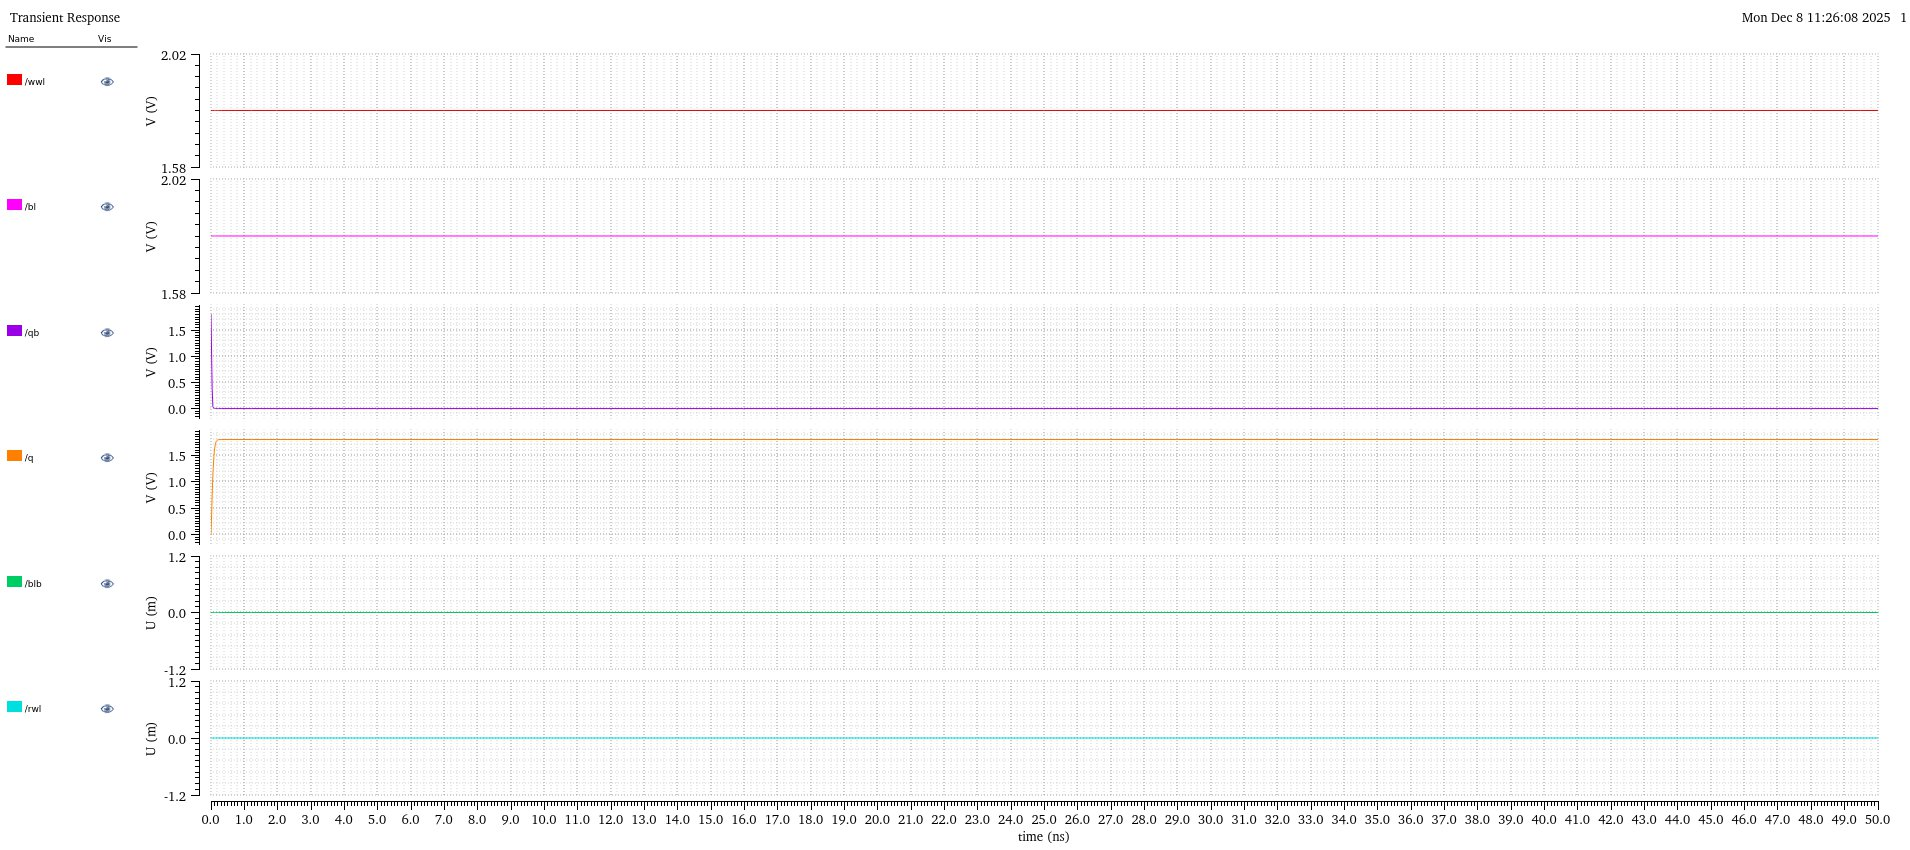 Transient Response
Mon Dec 8 11:26:08 2025 1
Name Vis
/wwl
2.02
V (V)
1.58
/bl
2.02
V (V)
1.58
/qb
1.5
1.0
0.5
0.0
V (V)
/q
1.5
1.0
0.5
0.0
V (V)
/blb
1.2
0.0
-1.2
U (m)
/rwl
1.2
0.0
-1.2
U (m)
0.0 1.0 2.0 3.0 4.0 5.0 6.0 7.0 8.0 9.0 10.0 11.0 12.0 13.0 14.0 15.0 16.0 17.0 18.0 19.0 20.0 21.0 22.0 23.0 24.0 25.0 26.0 27.0 28.0 29.0 30.0 31.0 32.0 33.0 34.0 35.0 36.0 37.0 38.0 39.0 40.0 41.0 42.0 43.0 44.0 45.0 46.0 47.0 48.0 49.0 50.0
time (ns)